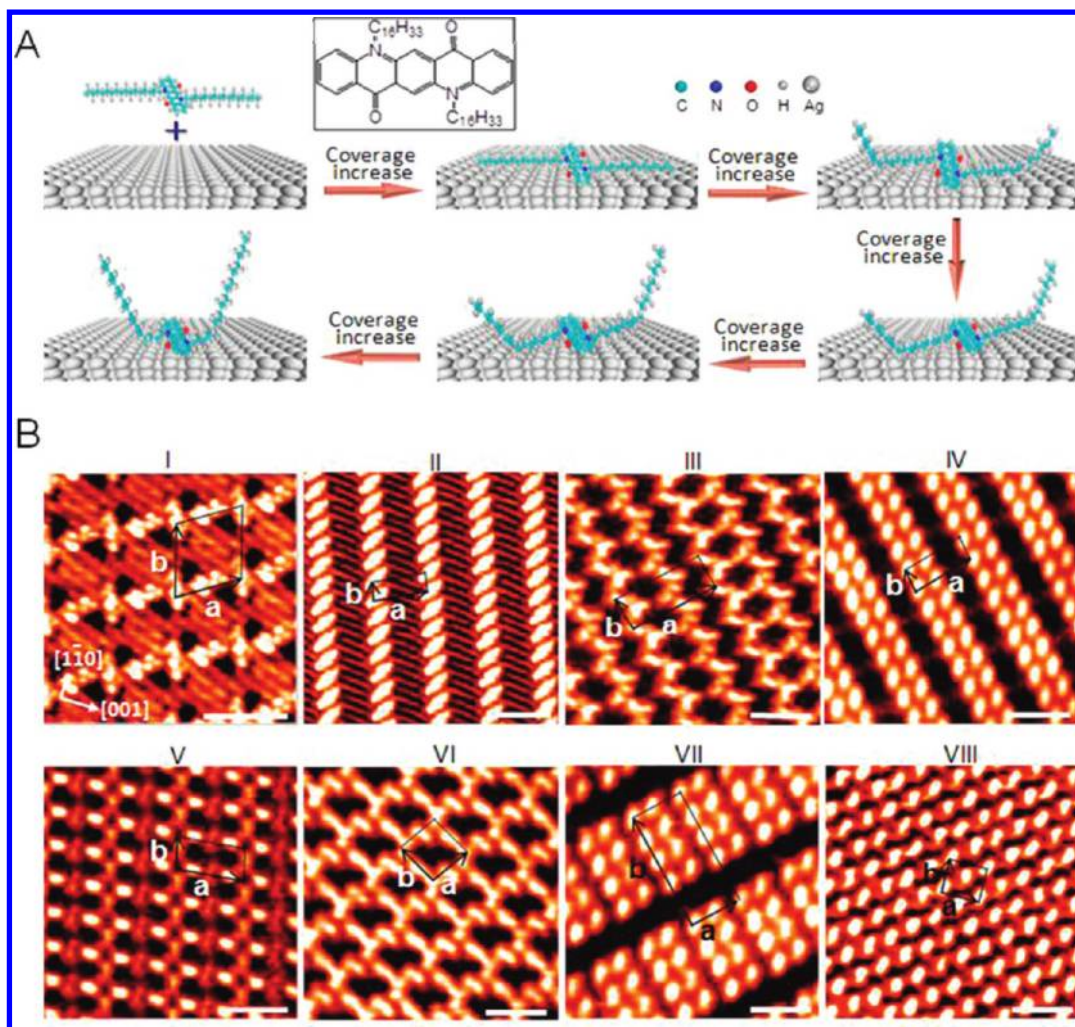 A
C16H33
O
N
N
O
C16H33
C N O H Ag
Coverage
increase
Coverage
increase
Coverage
increase
Coverage
increase
Coverage
increase
B
I II III IV
b a
b a
b a
b a
[11̄0]
[001]
V VI VII VIII
b a
b a
b a
b a